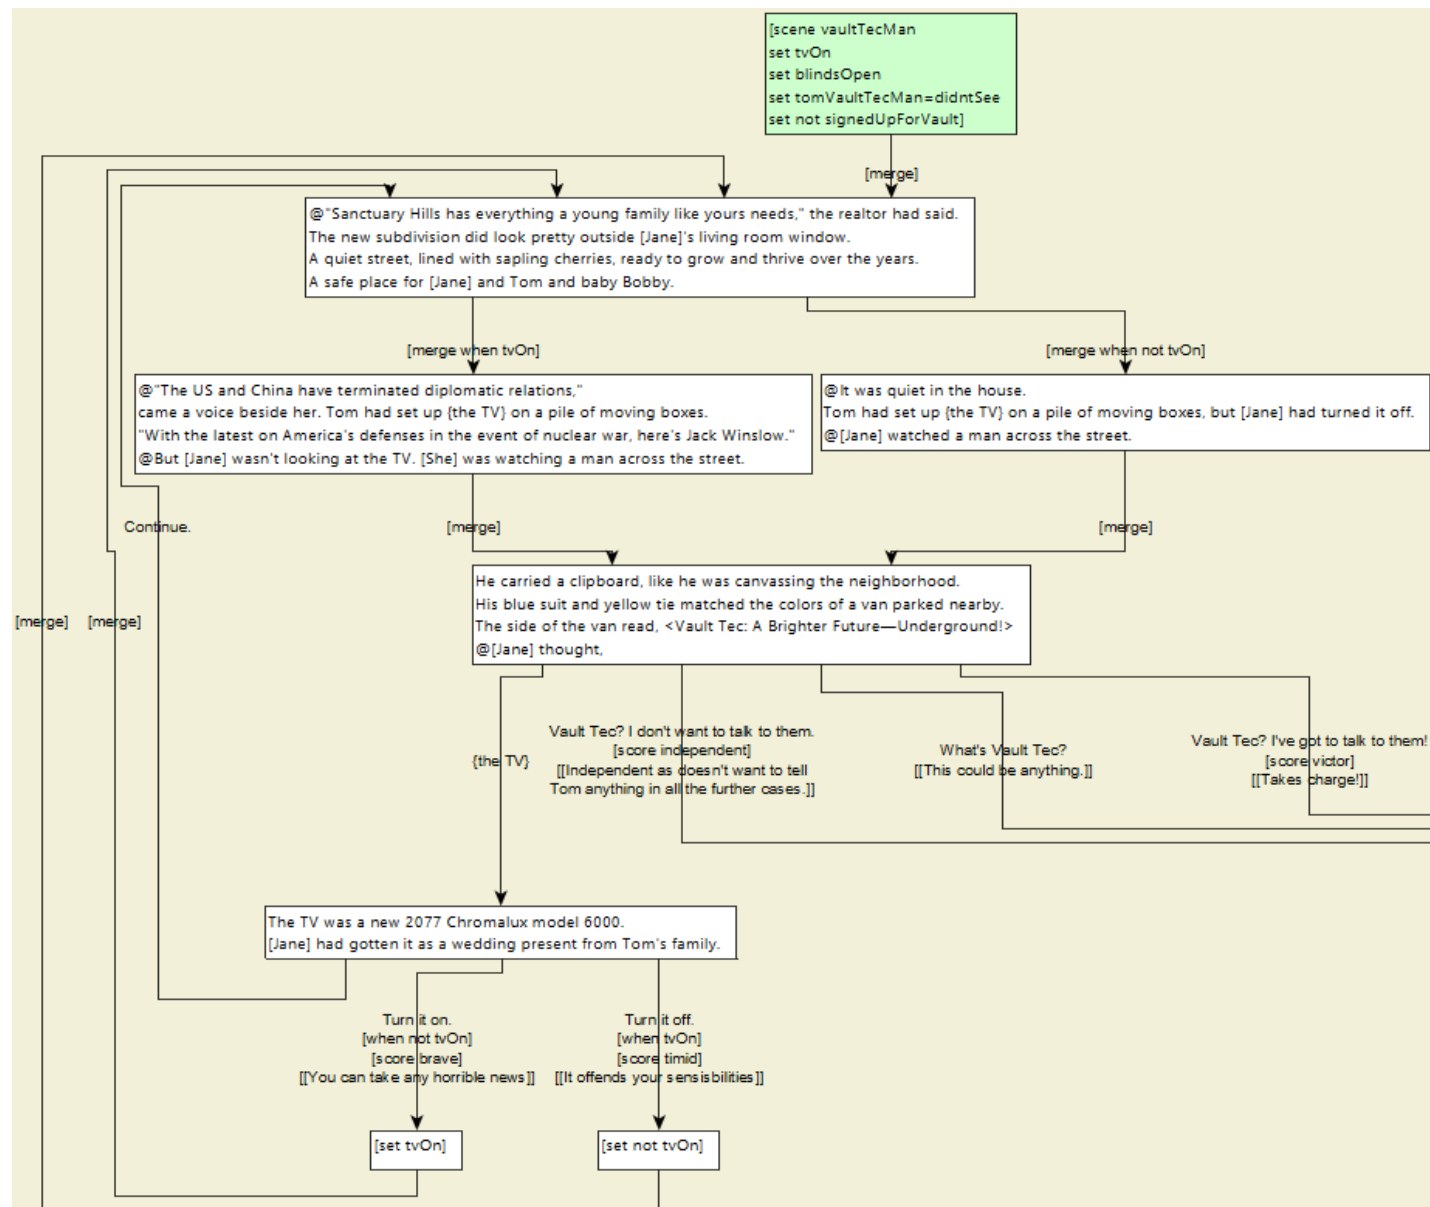 [scene vaultTecMan
set tvOn
set blindsOpen
set tomVaultTecMan=didntSee
set not signedUpForVault]
[merge]
@"Sanctuary Hills has everything a young family like yours needs," the realtor had said.
The new subdivision did look pretty outside [Jane]'s living room window.
A quiet street, lined with sapling cherries, ready to grow and thrive over the years.
A safe place for [Jane] and Tom and baby Bobby.
[merge when tvOn]
[merge when not tvOn]
@"The US and China have terminated diplomatic relations,"
came a voice beside her. Tom had set up {the TV} on a pile of moving boxes.
"With the latest on America's defenses in the event of nuclear war, here's Jack Winslow."
@But [Jane] wasn't looking at the TV. [She] was watching a man across the street.
@It was quiet in the house.
Tom had set up {the TV} on a pile of moving boxes, but [Jane] had turned it off.
@[Jane] watched a man across the street.
Continue.
[merge]
[merge]
He carried a clipboard, like he was canvassing the neighborhood.
His blue suit and yellow tie matched the colors of a van parked nearby.
The side of the van read, <Vault Tec: A Brighter Future—Underground!>
@[Jane] thought,
[merge]
[merge]
{the TV}
Vault Tec? I don't want to talk to them.
[score independent]
[[Independent as doesn't want to tell
Tom anything in all the further cases.]]
What's Vault Tec?
[[This could be anything.]]
Vault Tec? I've got to talk to them!
[score victor]
[[Takes charge!]]
The TV was a new 2077 Chromalux model 6000.
[Jane] had gotten it as a wedding present from Tom's family.
Turn it on.
[when not tvOn]
[score brave]
[[You can take any horrible news]]
Turn it off.
[when tvOn]
[score timid]
[[It offends your sensisbilities]]
[set tvOn]
[set not tvOn]